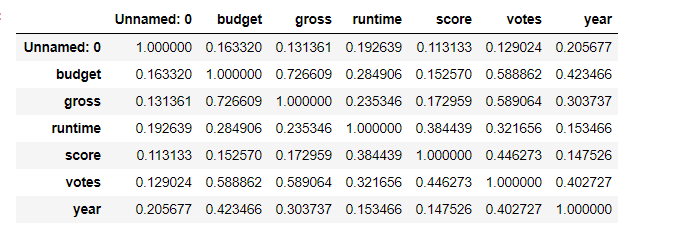 Unnamed: 0 budget gross runtime score votes year
Unnamed: 0 1.000000 0.163320 0.131361 0.192639 0.113133 0.129024 0.205677
budget 0.163320 1.000000 0.726609 0.284906 0.152570 0.588862 0.423466
gross 0.131361 0.726609 1.000000 0.235346 0.172959 0.589064 0.303737
runtime 0.192639 0.284906 0.235346 1.000000 0.384439 0.321656 0.153466
score 0.113133 0.152570 0.172959 0.384439 1.000000 0.446273 0.147526
votes 0.129024 0.588862 0.589064 0.321656 0.446273 1.000000 0.402727
year 0.205677 0.423466 0.303737 0.153466 0.147526 0.402727 1.000000